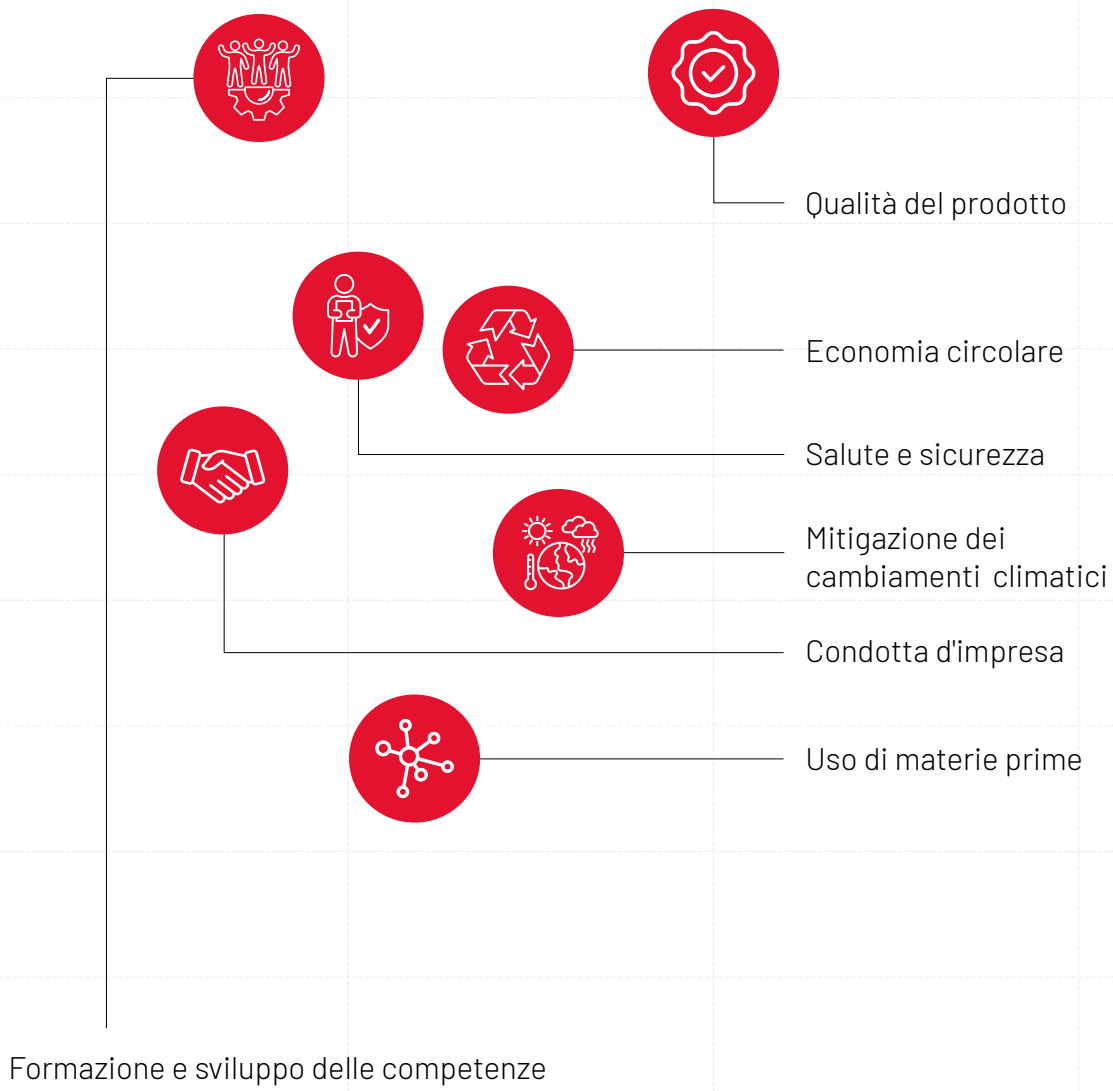 Qualità del prodotto
Economia circolare
Salute e sicurezza
Mitigazione dei
cambiamenti climatici
Condotta d'impresa
Uso di materie prime
Formazione e sviluppo delle competenze